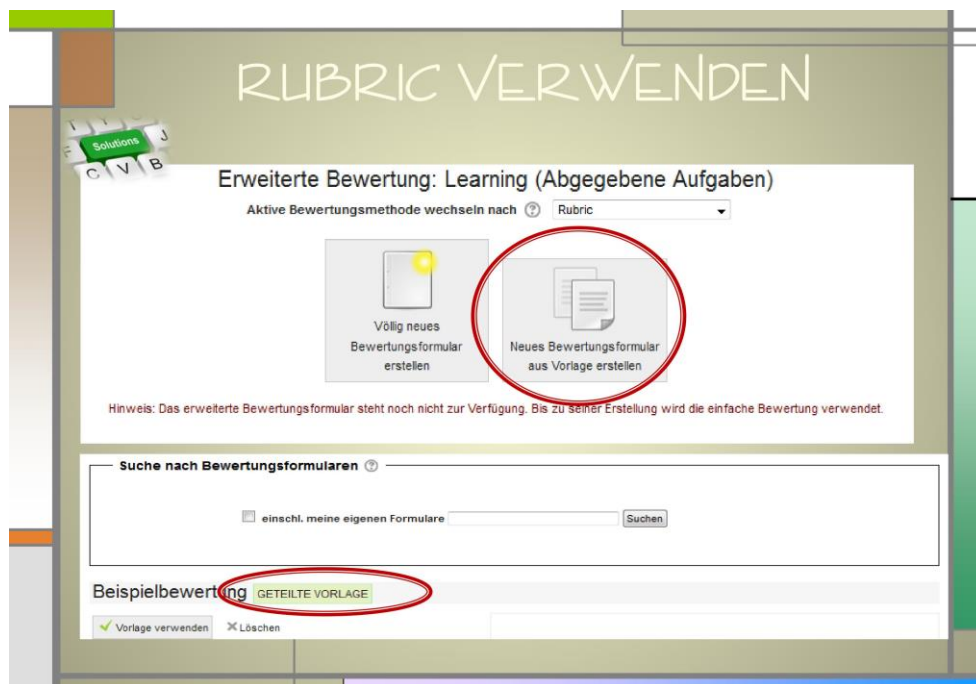 RUBRIC VERWENDEN
T Y U
F Solutions J
C V B
Erweiterte Bewertung: Learning (Abgegebene Aufgaben)
Aktive Bewertungsmethode wechseln nach ? Rubric
Völlig neues
Bewertungsformular
erstellen
Neues Bewertungsformular
aus Vorlage erstellen
Hinweis: Das erweiterte Bewertungsformular steht noch nicht zur Verfügung. Bis zu seiner Erstellung wird die einfache Bewertung verwendet.
Suche nach Bewertungsformularen ?
einschl. meine eigenen Formulare Suchen
Beispielbewertung GETEILTE VORLAGE
Vorlage verwenden Löschen